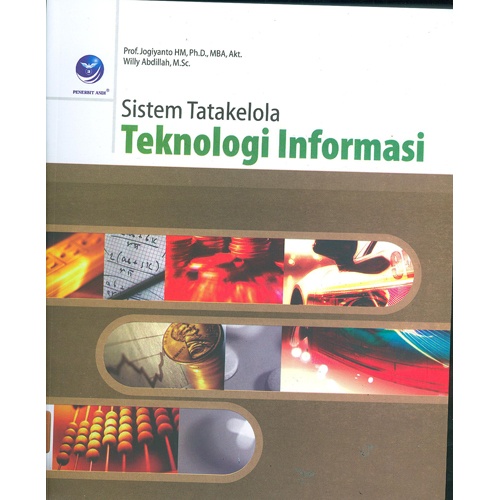 Prof. Jogiyanto HM, Ph.D., MBA, Akt.
Willy Abdillah, M.Sc.
PENERBIT ANDI®
Sistem Tatakelola
Teknologi Informasi